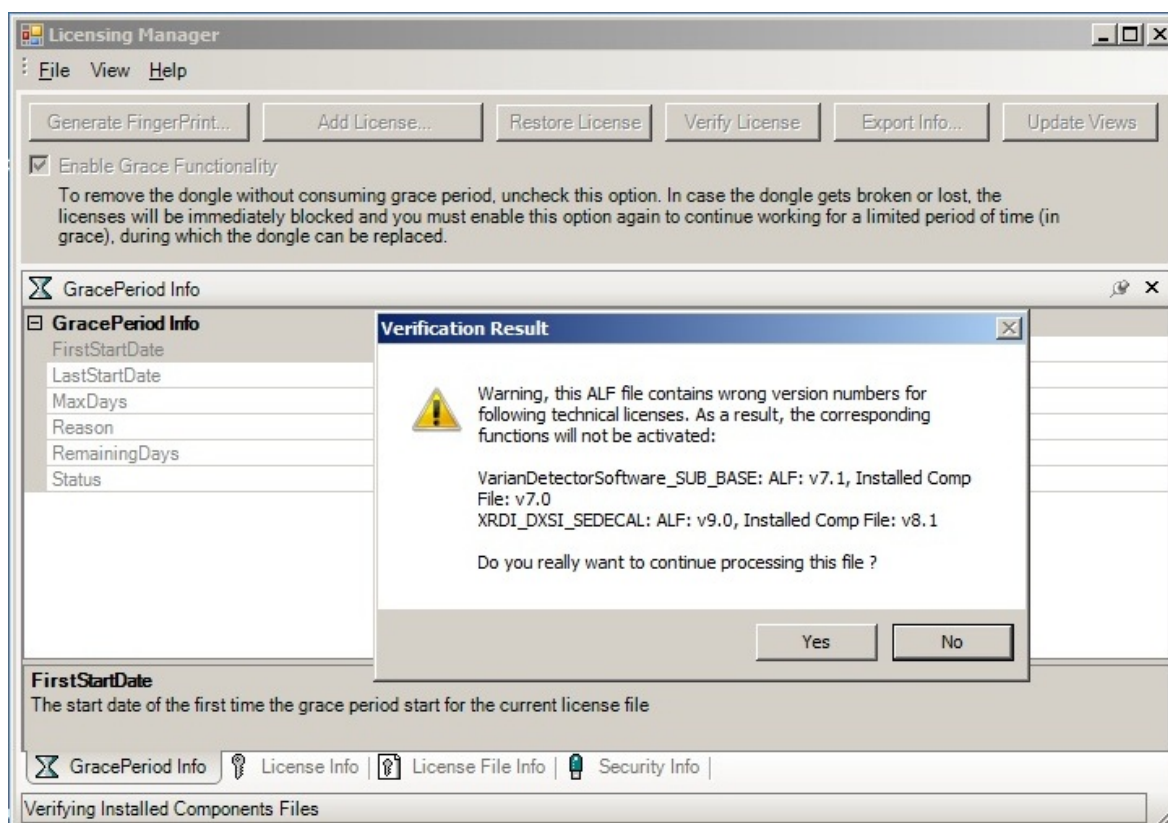 Licensing Manager
File View Help
Generate FingerPrint... Add License... Restore License Verify License Export Info... Update Views
Enable Grace Functionality
To remove the dongle without consuming grace period, uncheck this option. In case the dongle gets broken or lost, the
licenses will be immediately blocked and you must enable this option again to continue working for a limited period of time (in
grace), during which the dongle can be replaced.
GracePeriod Info
GracePeriod Info
FirstStartDate
LastStartDate
MaxDays
Reason
RemainingDays
Status
Verification Result
Warning, this ALF file contains wrong version numbers for
following technical licenses. As a result, the corresponding
functions will not be activated:
VarianDetectorSoftware_SUB_BASE: ALF: v7.1, Installed Comp
File: v7.0
XRDI_DXSI_SEDECAL: ALF: v9.0, Installed Comp File: v8.1
Do you really want to continue processing this file ?
Yes No
FirstStartDate
The start date of the first time the grace period start for the current license file
GracePeriod Info License Info License File Info Security Info
Verifying Installed Components Files